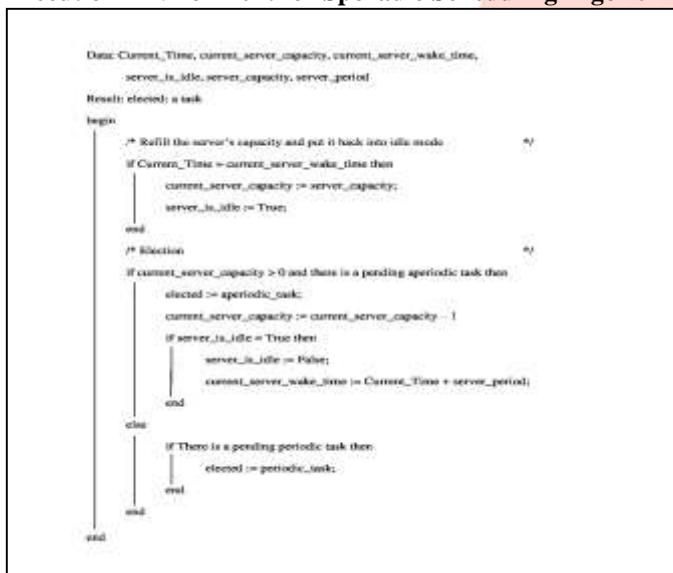 Sporadic Scheduling
Data: Current_Time, current_server_capacity, current_server_wake_time,
server_is_idle, server_capacity, server_period
Result: elected: a task
begin
/* Refill the server's capacity and put it back into idle mode */
if Current_Time = current_server_wake_time then
current_server_capacity := server_capacity;
server_is_idle := True;
end
/* Election */
if current_server_capacity > 0 and there is a pending aperiodic task then
elected := aperiodic_task;
current_server_capacity := current_server_capacity - 1
if server_is_idle = True then
server_is_idle := False;
current_server_wake_time := Current_Time + server_period;
end
else
if There is a pending periodic task then
elected := periodic_task;
end
end
end